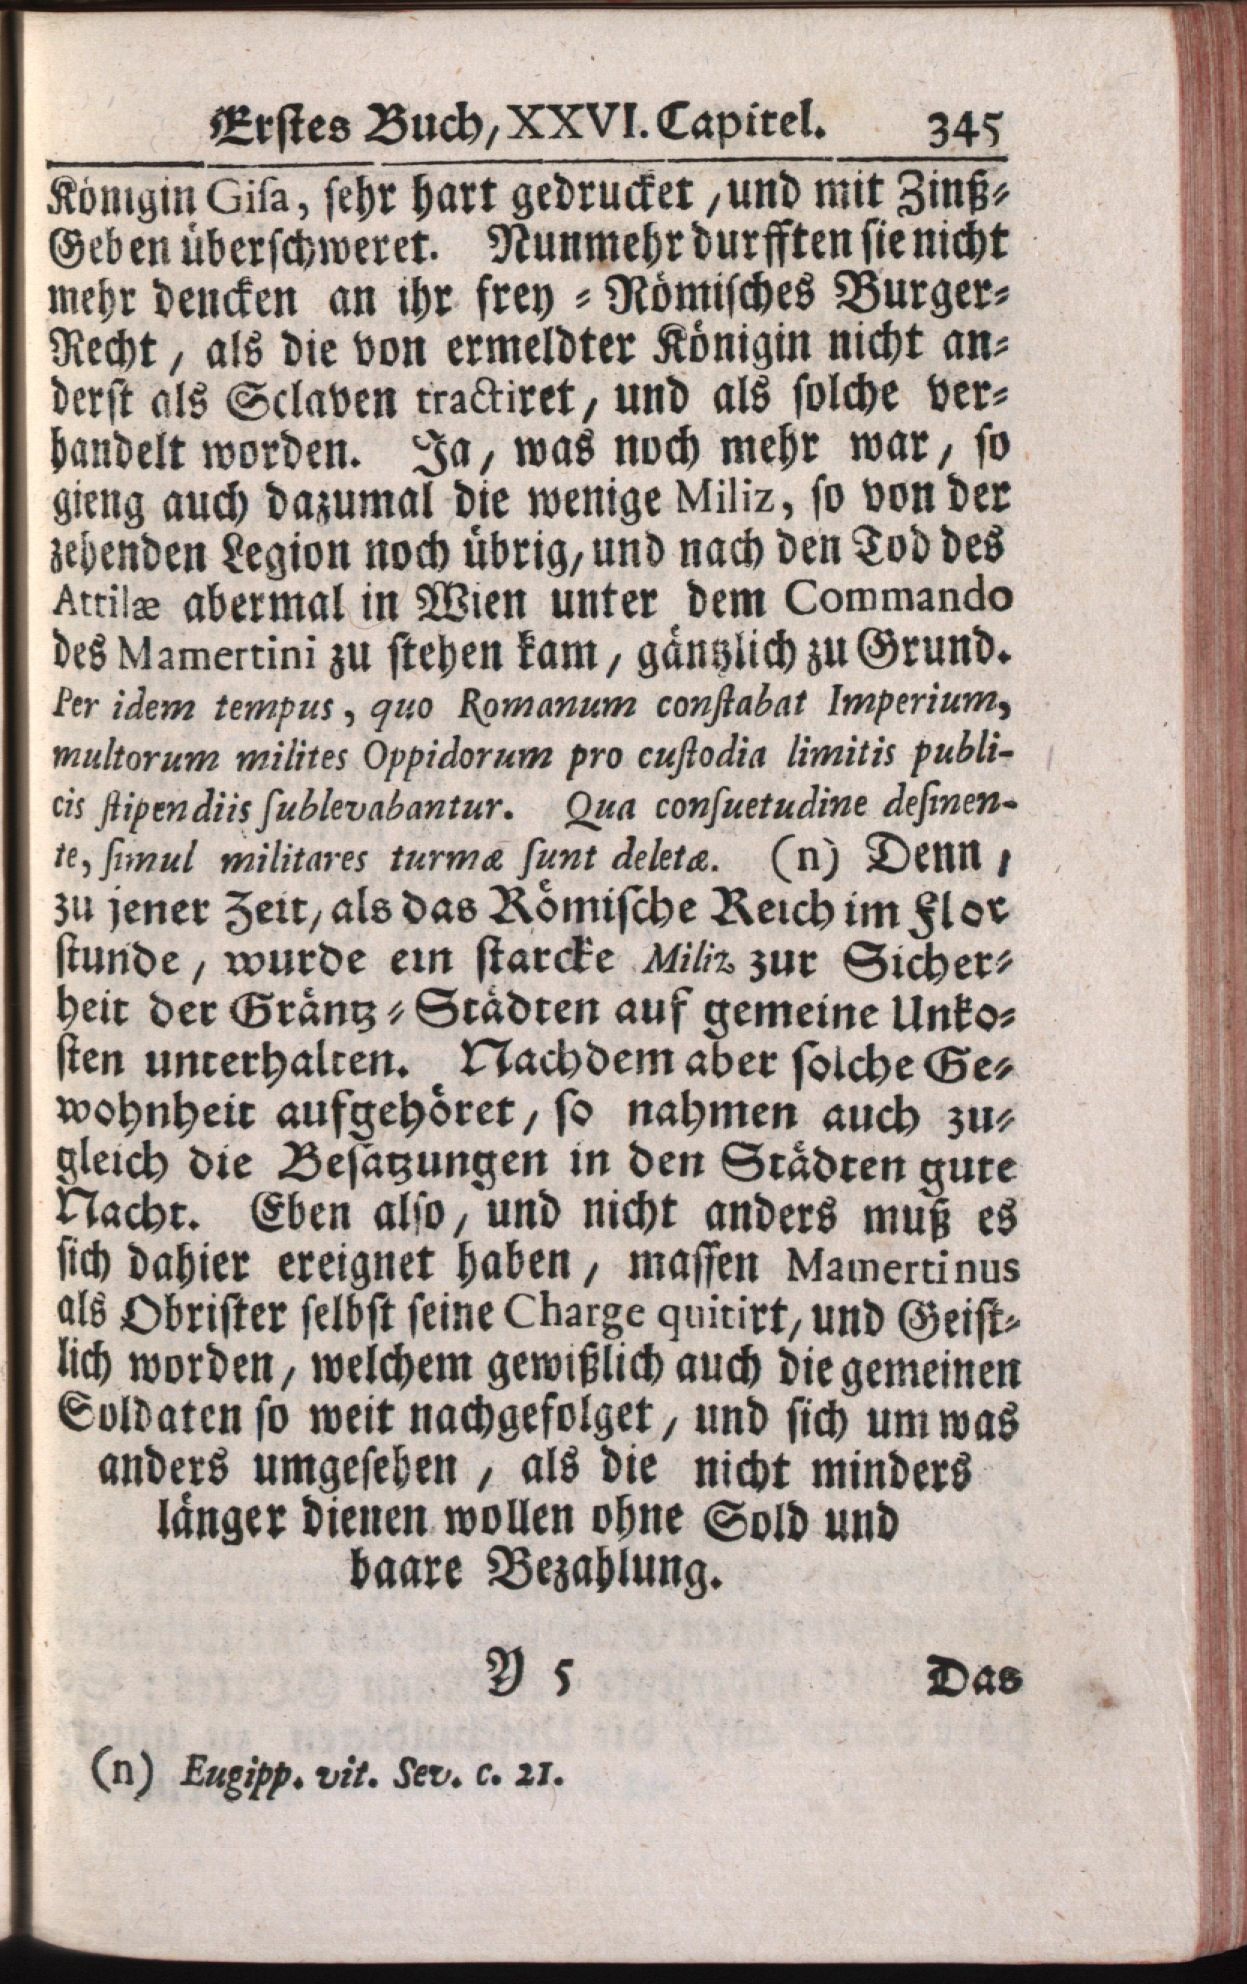 Erstes Buch, XXVI. Capitel. 345
Königin Gisa, sehr hart gedrucket, und mit Zinß-
Geben überschweret. Nunmehr durfften sie nicht
mehr dencken an ihr frey-Römisches Burger-
Recht, als die von ermeldter Königin nicht an-
derst als Sclaven tractiret, und als solche ver-
handelt worden. Ja, was noch mehr war, so
gieng auch dazumal die wenige Miliz, so von der
zehenden Legion noch übrig, und nach den Tod des
Attilæ abermal in Wien unter dem Commando
des Mamertini zu stehen kam, gäntzlich zu Grund.
Per idem tempus, quo Romanum constabat Imperium,
multorum milites Oppidorum pro custodia limitis publi-
cis stipendiis sublevabantur. Qua consuetudine desinen-
te, simul militares turmæ sunt deletæ. (n) Denn,
zu jener Zeit, als das Römische Reich im Flor
stunde, wurde ein starcke Miliz zur Sicher-
heit der Gräntz-Städten auf gemeine Unko-
sten unterhalten. Nachdem aber solche Ge-
wohnheit aufgehöret, so nahmen auch zu-
gleich die Besatzungen in den Städten gute
Nacht. Eben also, und nicht anders muß es
sich dahier ereignet haben, massen Mamertinus
als Obrister selbst seine Charge quitirt, und Geist-
lich worden, welchem gewißlich auch die gemeinen
Soldaten so weit nachgefolget, und sich um was
anders umgesehen, als die nicht minders
länger dienen wollen ohne Sold und
baare Bezahlung.
Y 5 Das
(n) Eugipp. vit. Sev. c. 21.